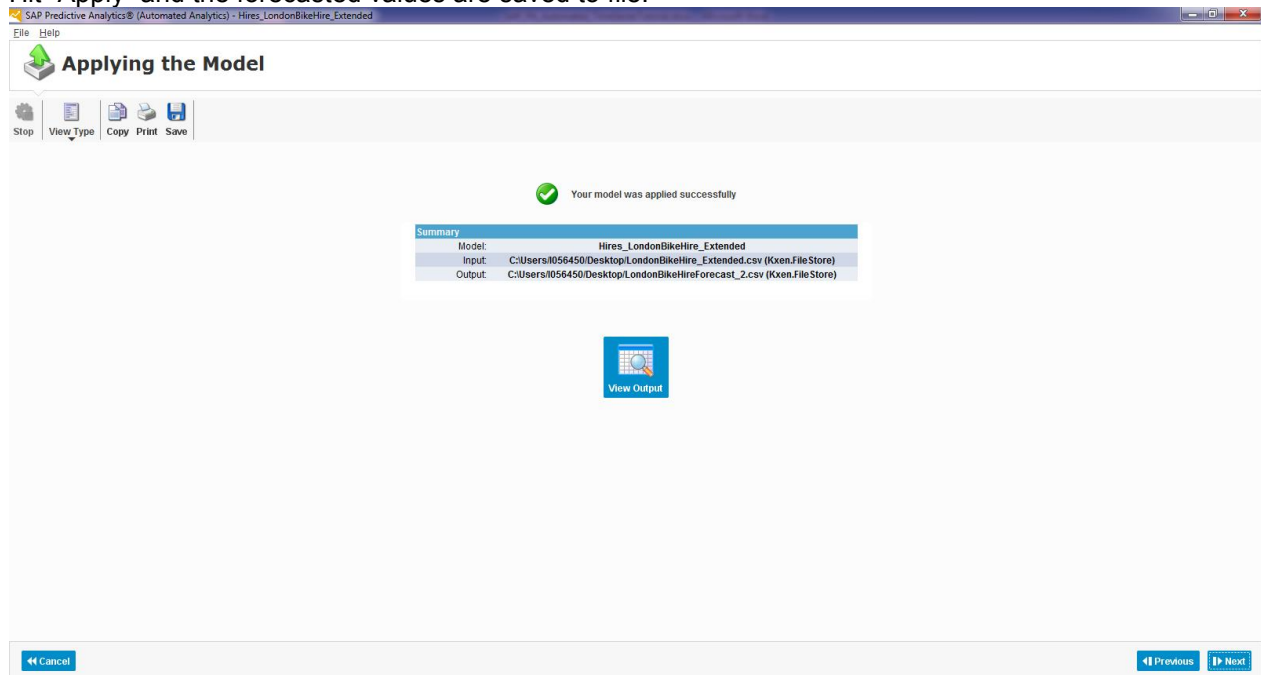 Hit "Apply" and the forecasted values are saved to file.
SAP Predictive Analytics® (Automated Analytics) - Hires_LondonBikeHire_Extended
File Help
Applying the Model
Stop View Type Copy Print Save
Your model was applied successfully
Summary
Model: Hires_LondonBikeHire_Extended
Input: C:\Users/I056450/Desktop/LondonBikeHire_Extended.csv (Kxen.FileStore)
Output: C:\Users/I056450/Desktop/LondonBikeHireForecast_2.csv (Kxen.FileStore)
View Output
Cancel Previous Next